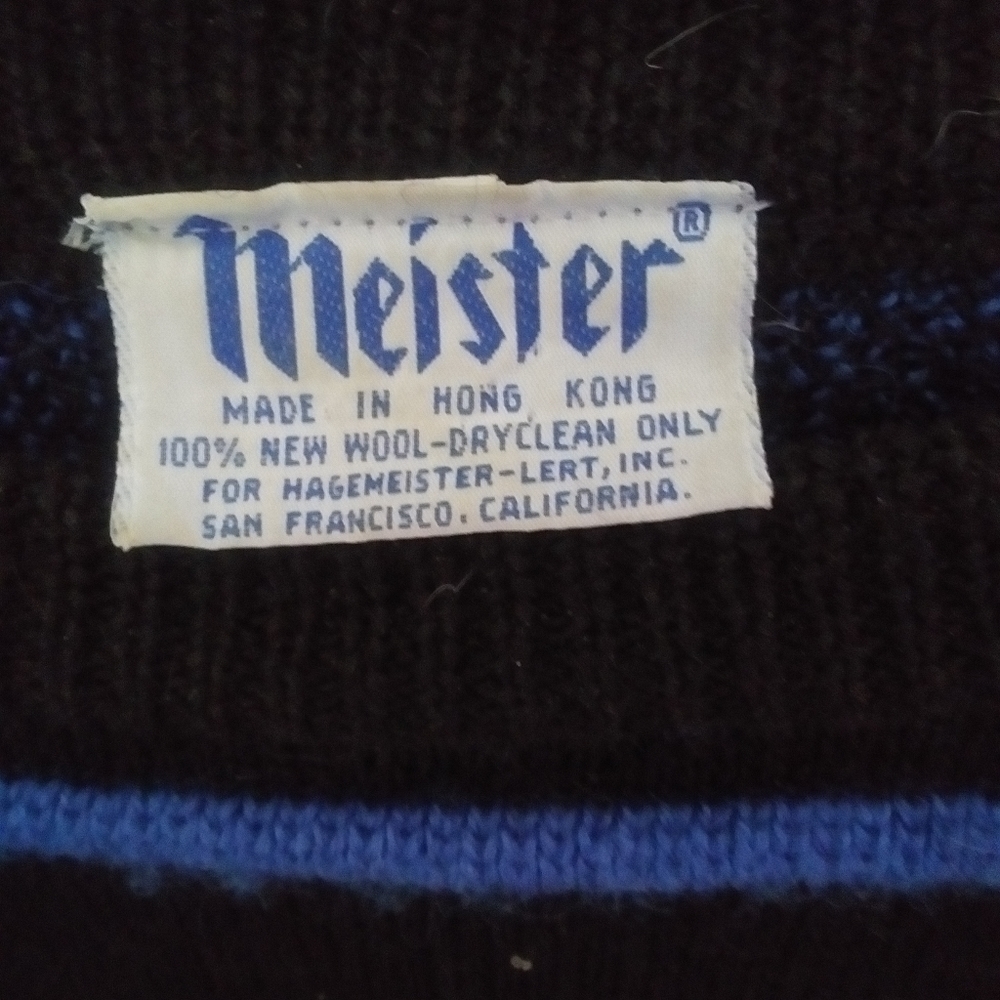 Meister®
MADE IN HONG KONG
100% NEW WOOL-DRYCLEAN ONLY
FOR HAGEMEISTER-LERT, INC.
SAN FRANCISCO. CALIFORNIA.